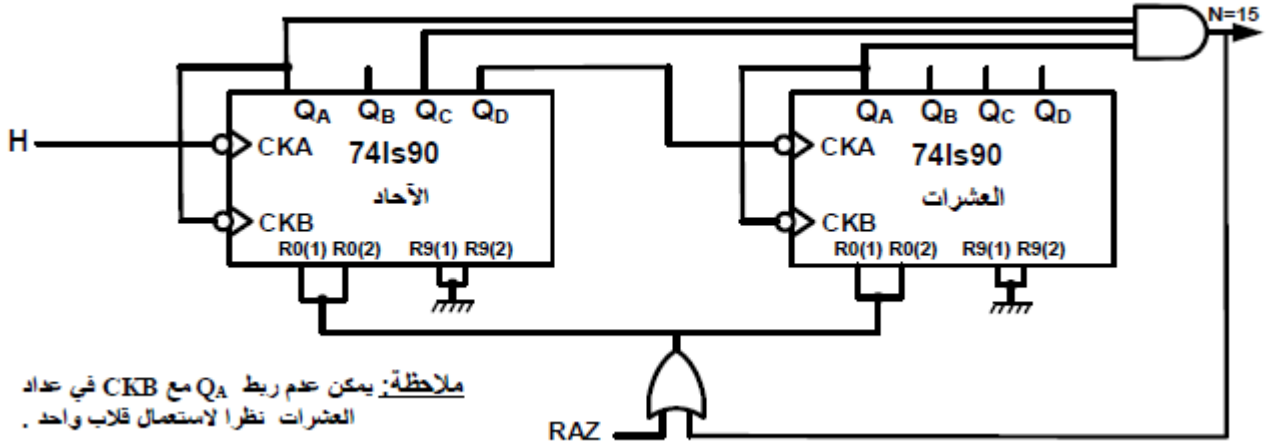 N=15
QA QB QC QD
QA QB QC QD
H
CKA
74ls90
CKA
74ls90
الآحاد
العشرات
CKB
CKB
R0(1) R0(2) R9(1) R9(2)
R0(1) R0(2) R9(1) R9(2)
ملاحظة: يمكن عدم ربط QA مع CKB في عداد
العشرات نظرا لاستعمال قلاب واحد .
RAZ